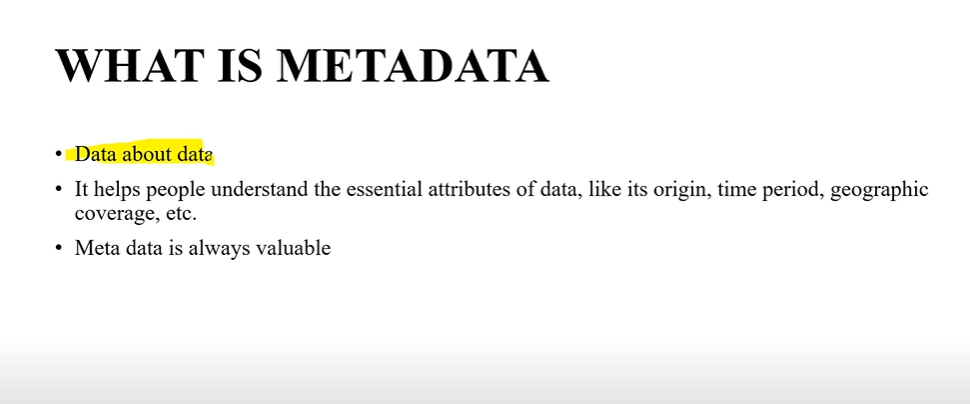 WHAT IS METADATA
• Data about data
• It helps people understand the essential attributes of data, like its origin, time period, geographic
coverage, etc.
• Meta data is always valuable